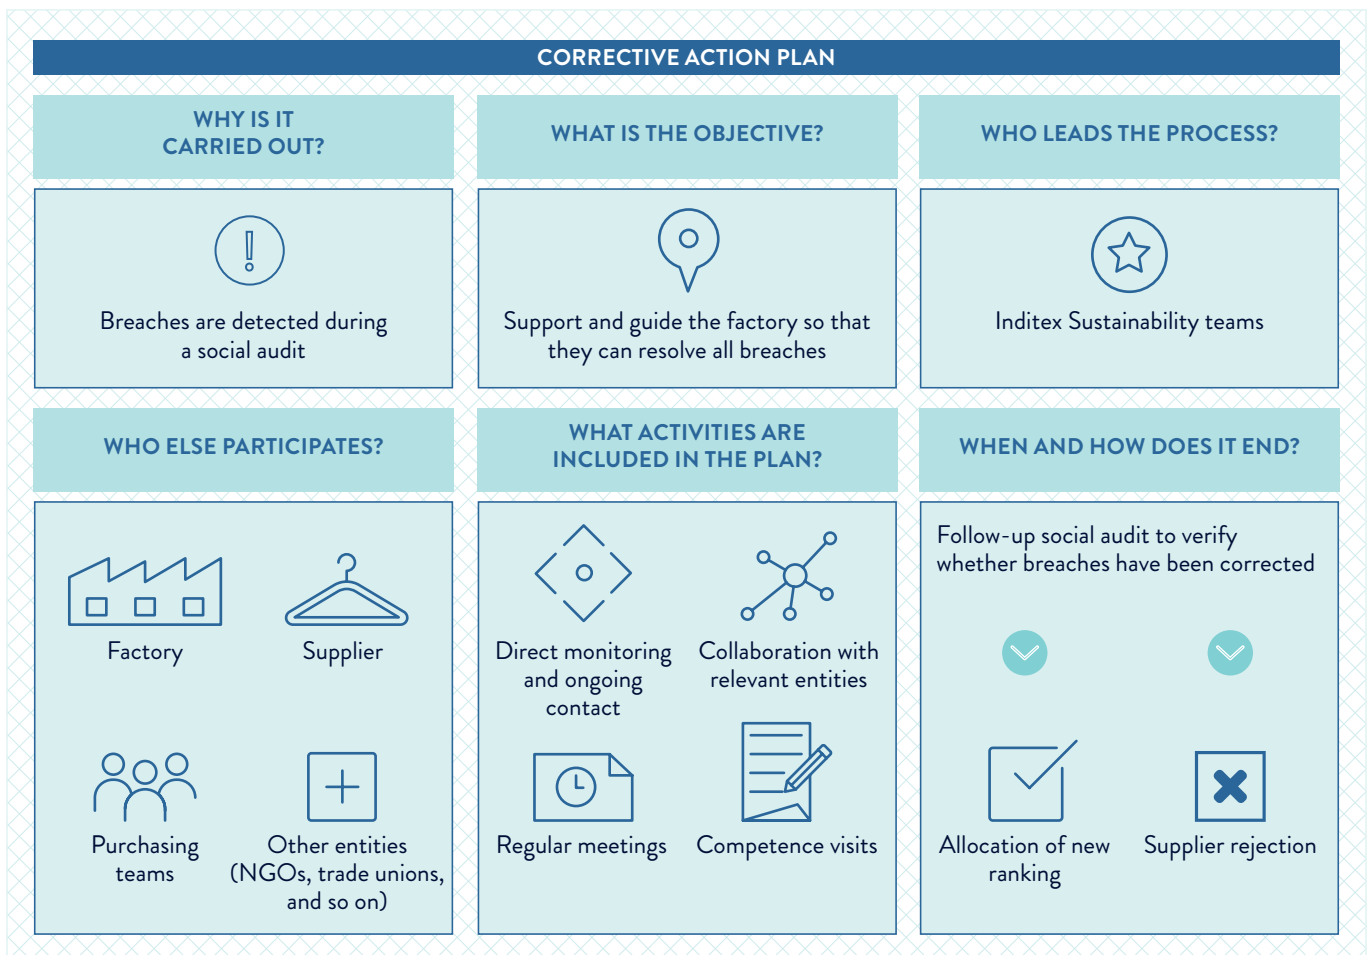 CORRECTIVE ACTION PLAN
WHY IS IT
CARRIED OUT?
Breaches are detected during
a social audit
WHAT IS THE OBJECTIVE?
Support and guide the factory so that
they can resolve all breaches
WHO LEADS THE PROCESS?
Inditex Sustainability teams
WHO ELSE PARTICIPATES?
Factory
Supplier
Purchasing
teams
Other entities
(NGOs, trade unions,
and so on)
WHAT ACTIVITIES ARE
INCLUDED IN THE PLAN?
Direct monitoring
and ongoing
contact
Collaboration with
relevant entities
Regular meetings
Competence visits
WHEN AND HOW DOES IT END?
Follow-up social audit to verify
whether breaches have been corrected
Allocation of new
ranking
Supplier rejection